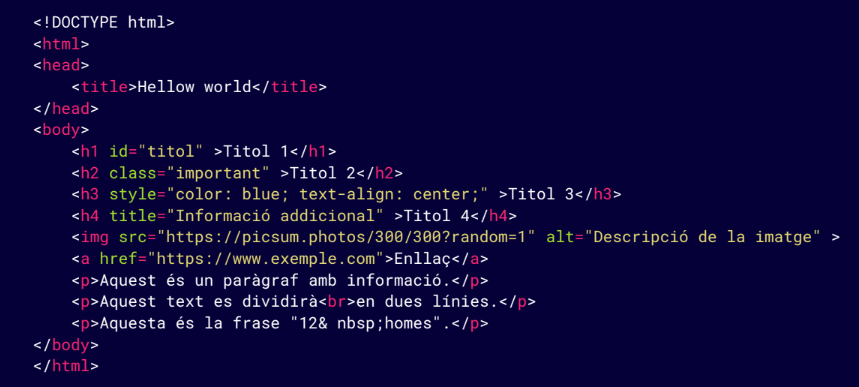 <!DOCTYPE html>
<html>
<head>
<title>Hellow world</title>
</head>
<body>
<h1 id="titol" >Titol 1</h1>
<h2 class="important" >Titol 2</h2>
<h3 style="color: blue; text-align: center;" >Titol 3</h3>
<h4 title="Informació addicional" >Titol 4</h4>
<img src="https://picsum.photos/300/300?random=1" alt="Descripció de la imatge" >
<a href="https://www.exemple.com">Enllaç</a>
<p>Aquest és un paràgraf amb informació.</p>
<p>Aquest text es dividirà<br>en dues línies.</p>
<p>Aquesta és la frase "12& nbsp;homes".</p>
</body>
</html>